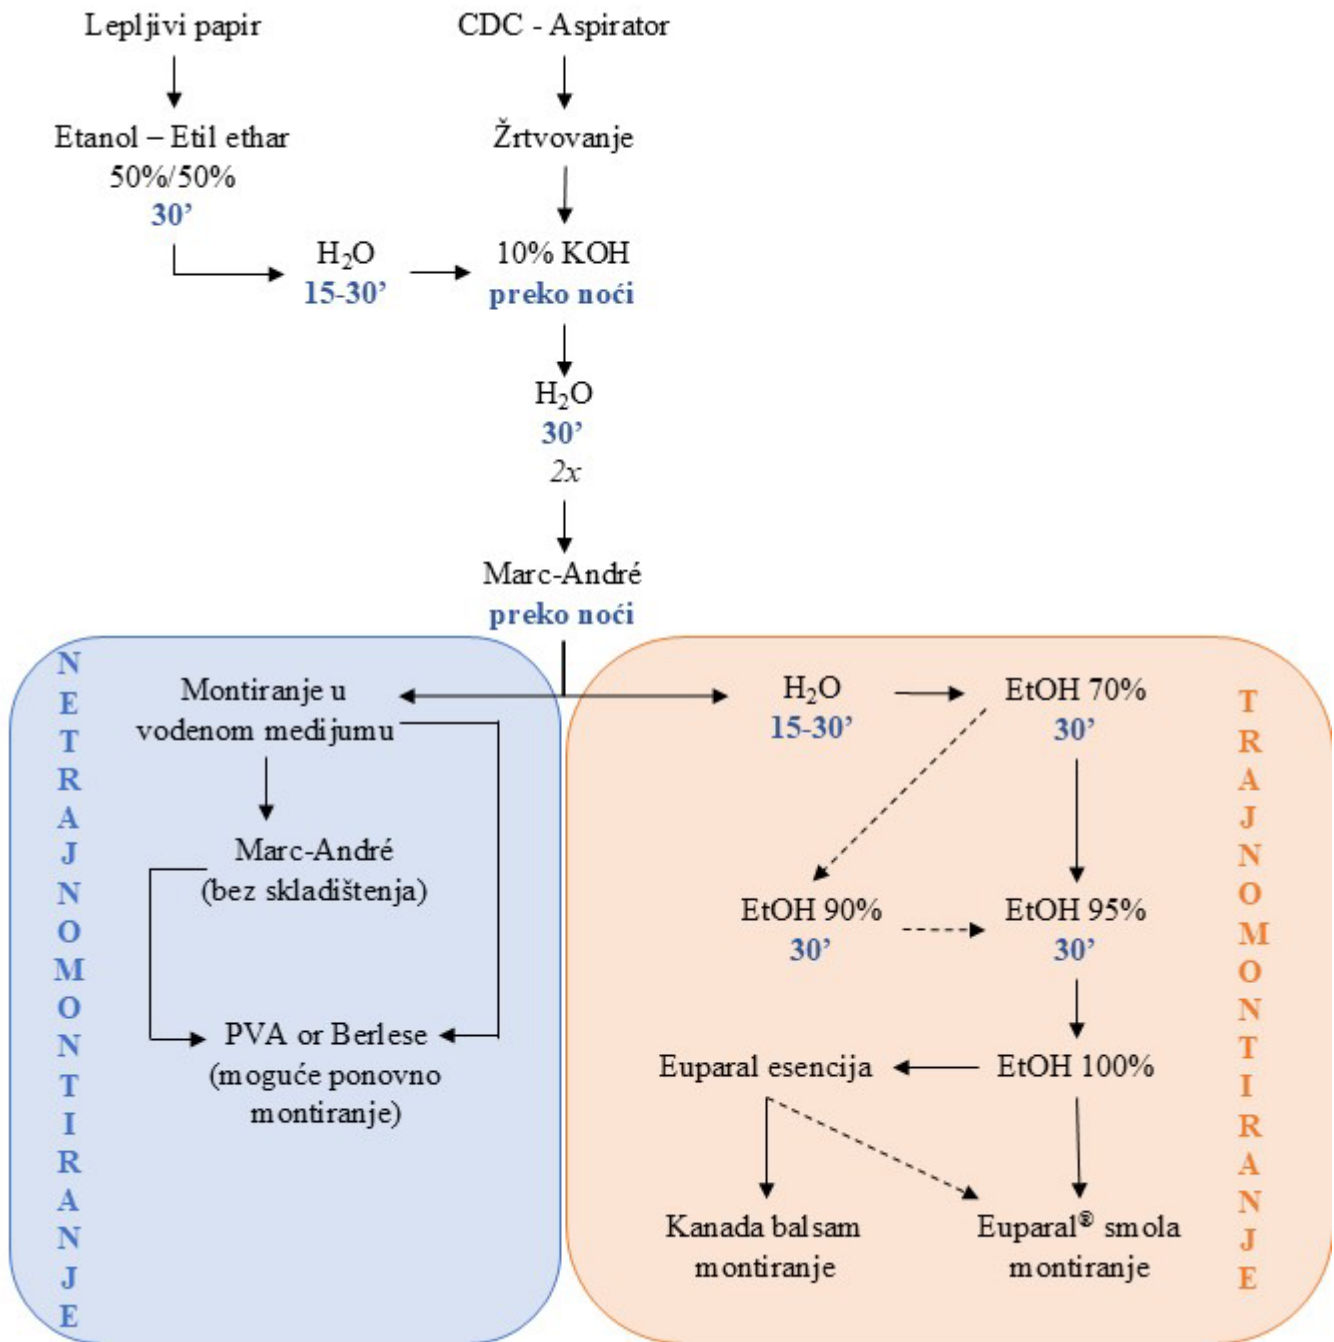 Lepljivi papir
CDC - Aspirator
Etanol – Etil ethar
50%/50%
30’
Žrtvovanje
H₂O
15-30’
10% KOH
preko noći
H₂O
30’
2x
Marc-André
preko noći
NETRAJNOMONTIRANJE
Montiranje u
vodenom medijumu
Marc-André
(bez skladištenja)
PVA or Berlese
(moguće ponovno
montiranje)
H₂O
15-30’
EtOH 70%
30’
EtOH 90%
30’
EtOH 95%
30’
Euparal esencija
EtOH 100%
Kanada balsam
montiranje
Euparal® smola
montiranje
TRAJNOMONTIRANJE